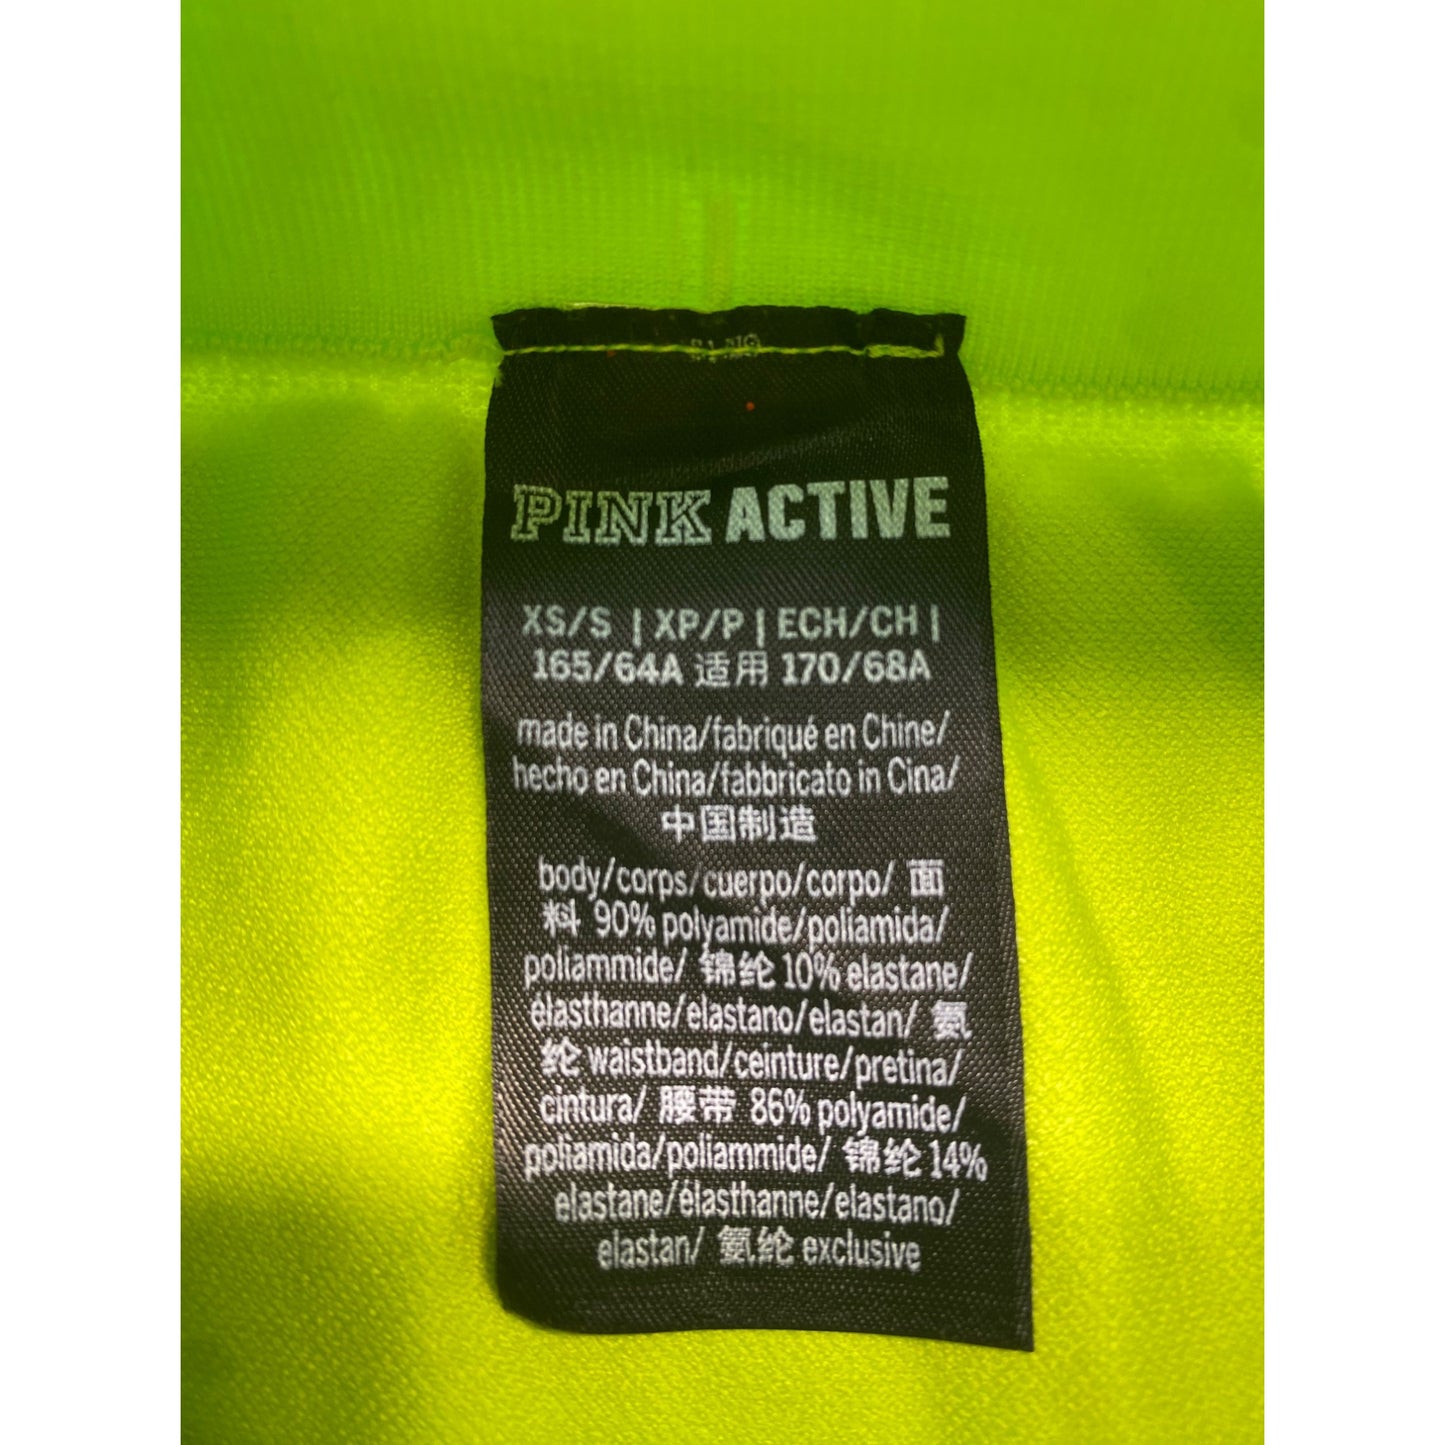 PINK ACTIVE
XS/S | XP/P | ECH/CH |
165/64A 适用 170/68A
made in China/fabriqué en Chine/
hecho en China/fabbricato in Cina/
中国制造
body/corps/cuerpo/corpo/ 面
料 90% polyamide/poliamida/
poliammide/ 锦纶 10% elastane/
élasthanne/elastano/elastan/ 氨
纶 waistband/ceinture/pretina/
cintura/ 腰带 86% polyamide/
poliamida/poliammide/ 锦纶 14%
elastane/élasthanne/elastano/
elastan/ 氨纶 exclusive